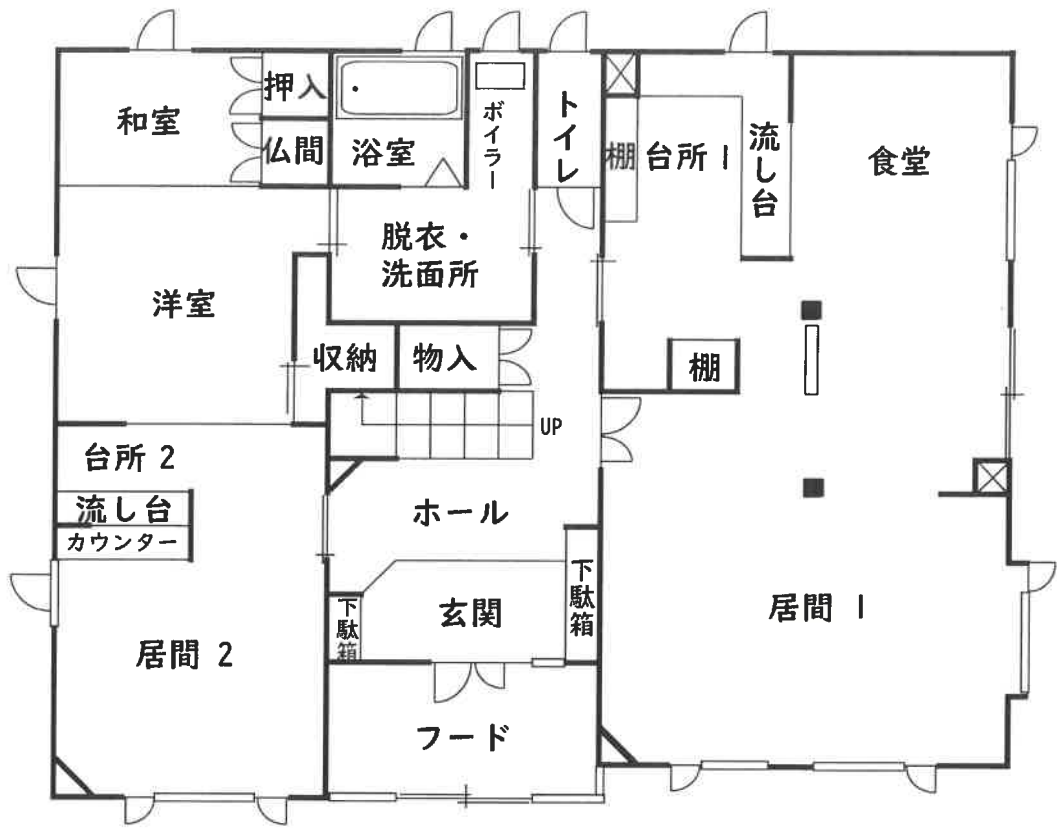 和室
押入
仏間
浴室
ボイラー
トイレ
棚
台所 1
流し台
食堂
脱衣・
洗面所
洋室
収納
物入
棚
UP
台所 2
流し台
カウンター
ホール
下駄箱
玄関
下駄箱
居間 1
居間 2
フード